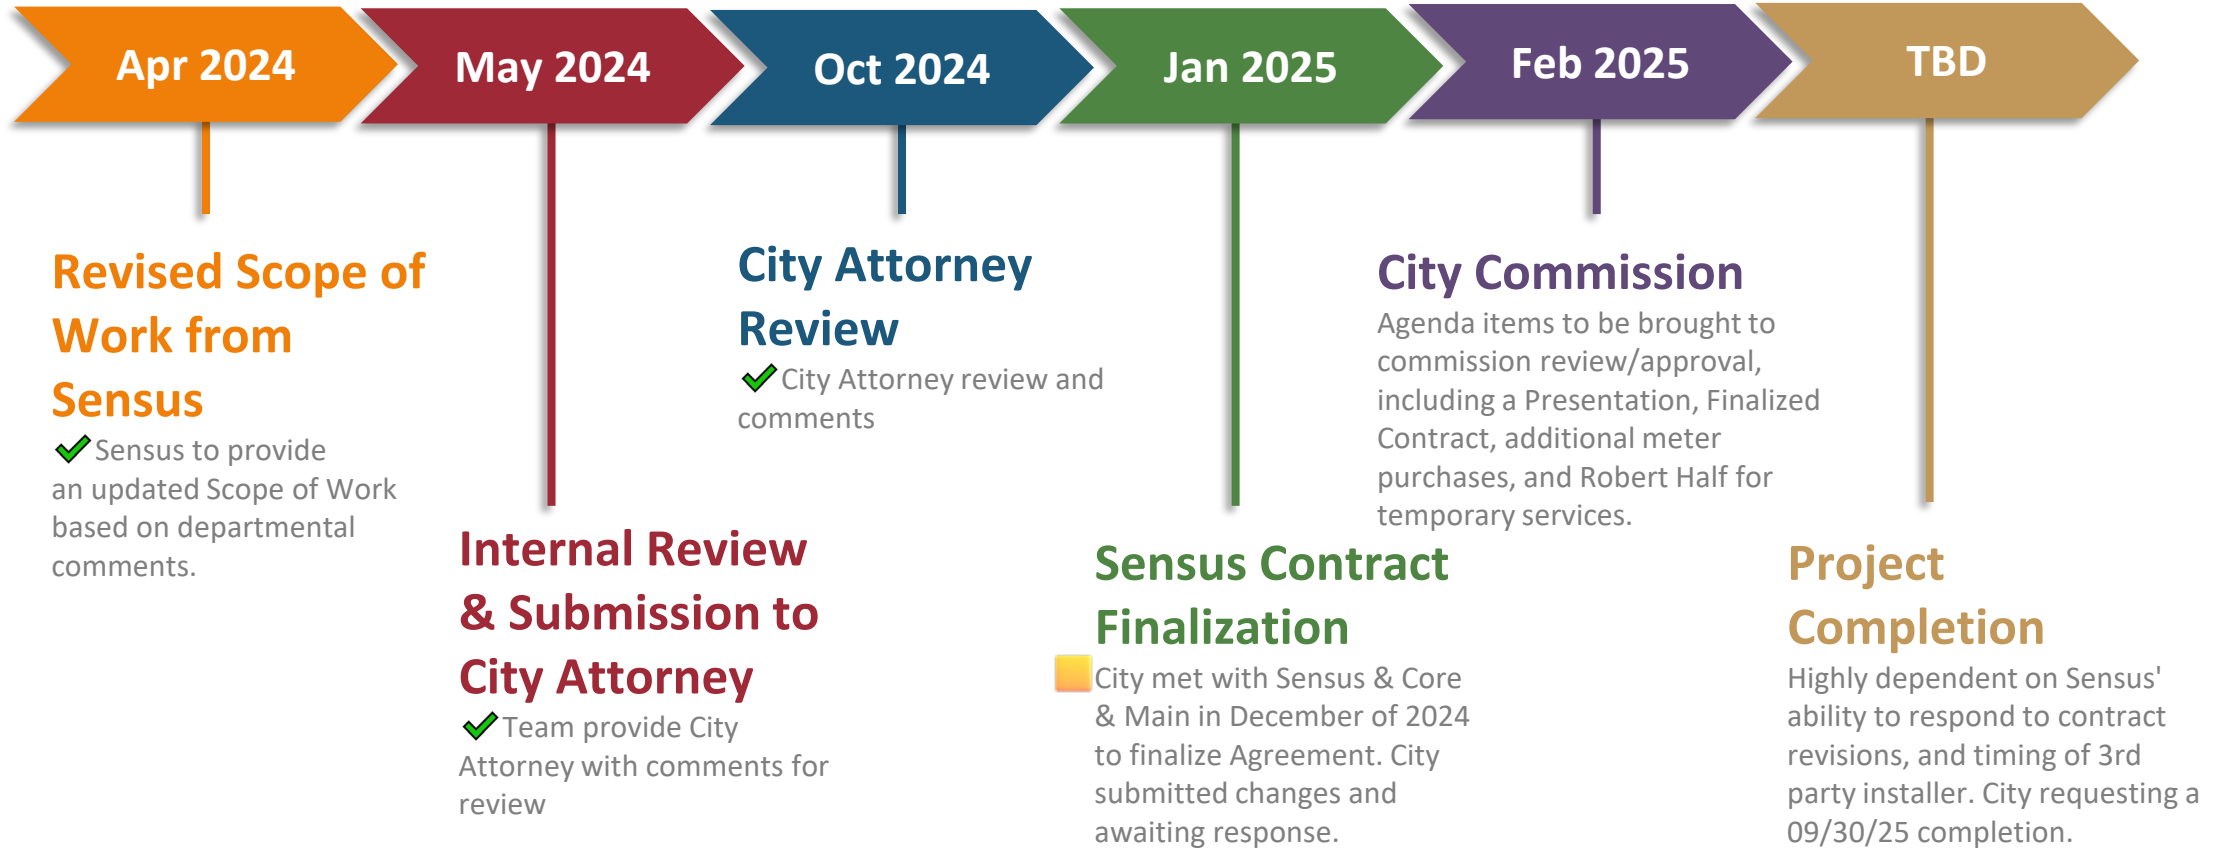 Apr 2024
May 2024
Oct 2024
Jan 2025
Feb 2025
TBD
Revised Scope of
Work from
Sensus
Sensus to provide
an updated Scope of Work
based on departmental
comments.
Internal Review
& Submission to
City Attorney
Team provide City
Attorney with comments for
review
City Attorney
Review
City Attorney review and
comments
Sensus Contract
Finalization
City met with Sensus & Core
& Main in December of 2024
to finalize Agreement. City
submitted changes and
awaiting response.
City Commission
Agenda items to be brought to
commission review/approval,
including a Presentation, Finalized
Contract, additional meter
purchases, and Robert Half for
temporary services.
Project
Completion
Highly dependent on Sensus'
ability to respond to contract
revisions, and timing of 3rd
party installer. City requesting a
09/30/25 completion.